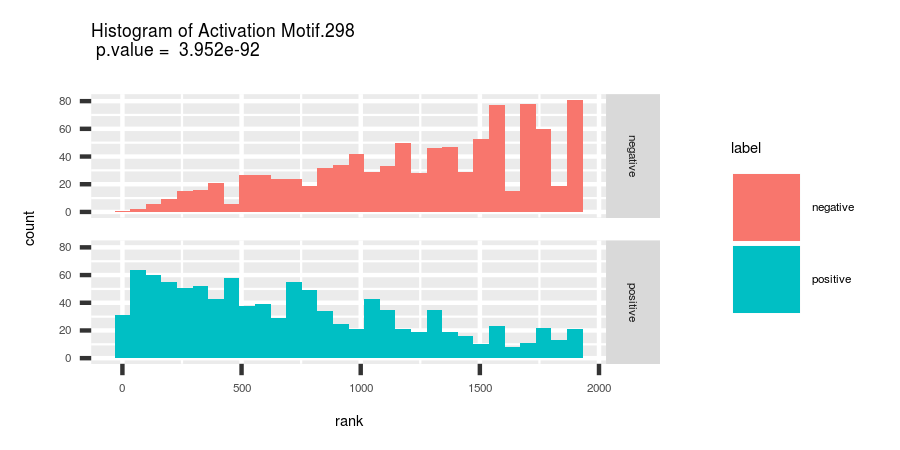 Histogram of Activation Motif.298
p.value = 3.952e-92
80
60
40
20
0
negative
80
60
40
20
0
positive
0 500 1000 1500 2000
rank
count
label
negative
positive